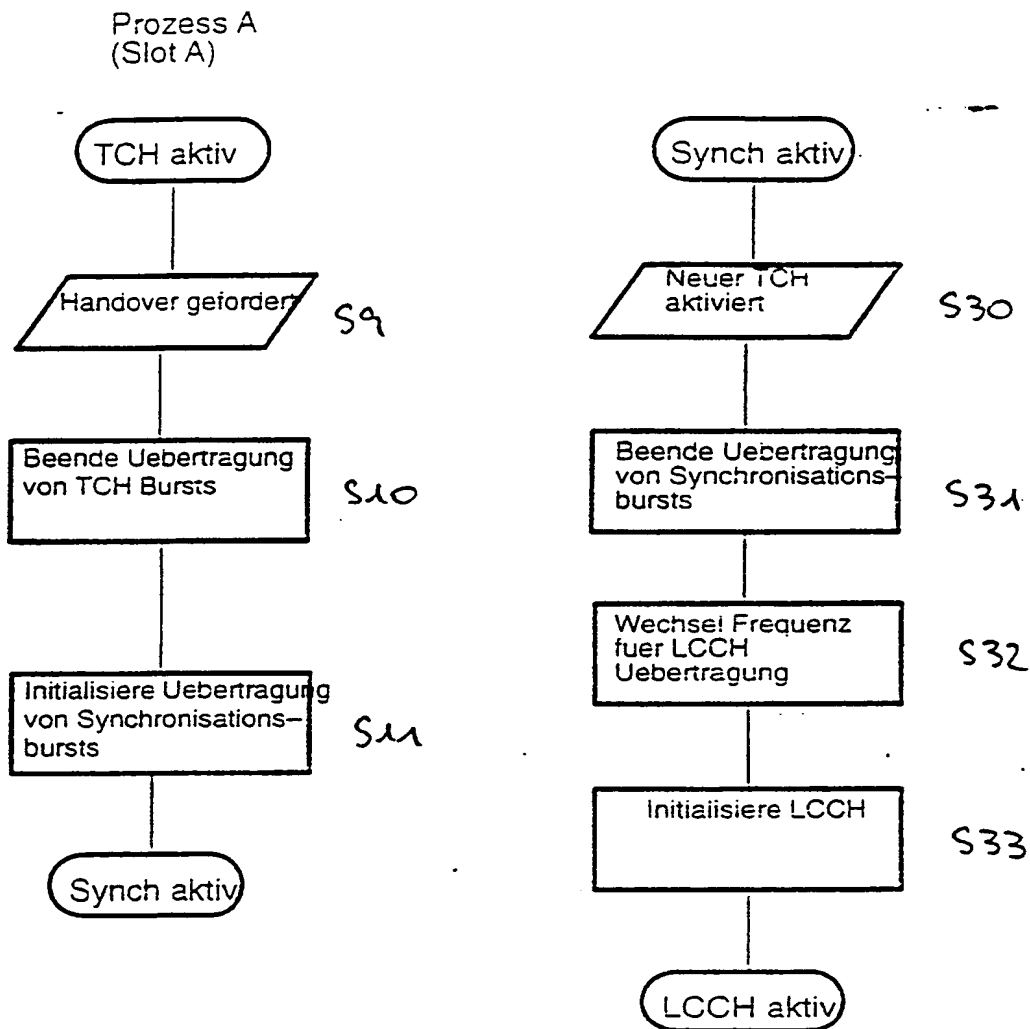 Prozess A
(Slot A)
TCH aktiv
Handover gefordert
S9
Beende Uebertragung
von TCH Bursts
S10
Initialisiere Uebertragung
von Synchronisations–
bursts
S11
Synch aktiv
Synch aktiv
Neuer TCH
aktiviert
S30
Beende Uebertragung
von Synchronisations–
bursts
S31
Wechsel Frequenz
fuer LCCH
Uebertragung
S32
Initialisiere LCCH
S33
LCCH aktiv